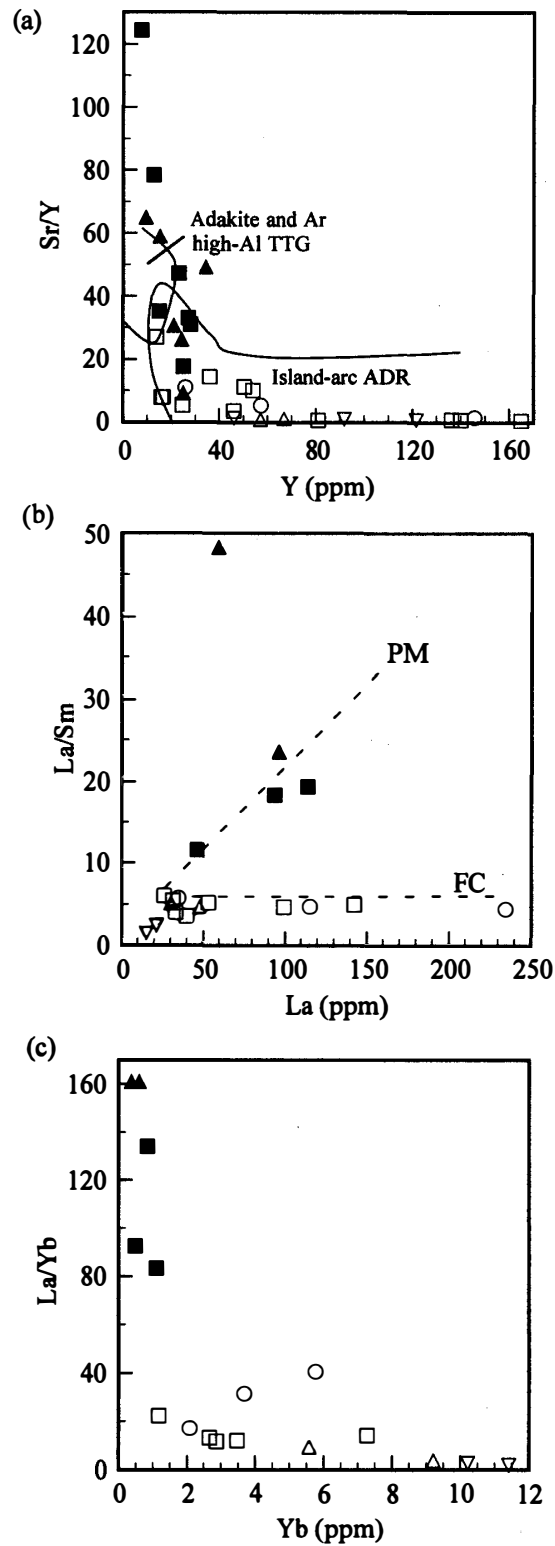 (a)
120
100
80
60
40
20
0
Sr/Y
Adakite and Ar
high-Al TTG
Island-arc ADR
0 40 80 120 160
Y (ppm)
(b)
50
40
30
20
10
0
La/Sm
PM
FC
0 50 100 150 200 250
La (ppm)
(c)
160
120
80
40
0
La/Yb
0 2 4 6 8 10 12
Yb (ppm)